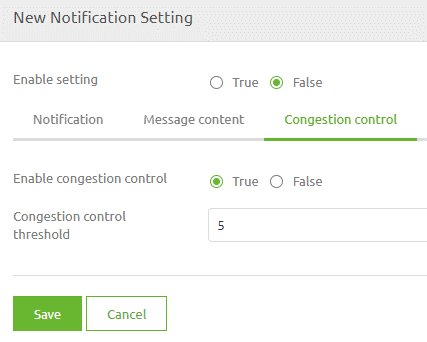 New Notification Setting
Enable setting True False
Notification Message content Congestion control
Enable congestion control True False
Congestion control
threshold
5
Save Cancel